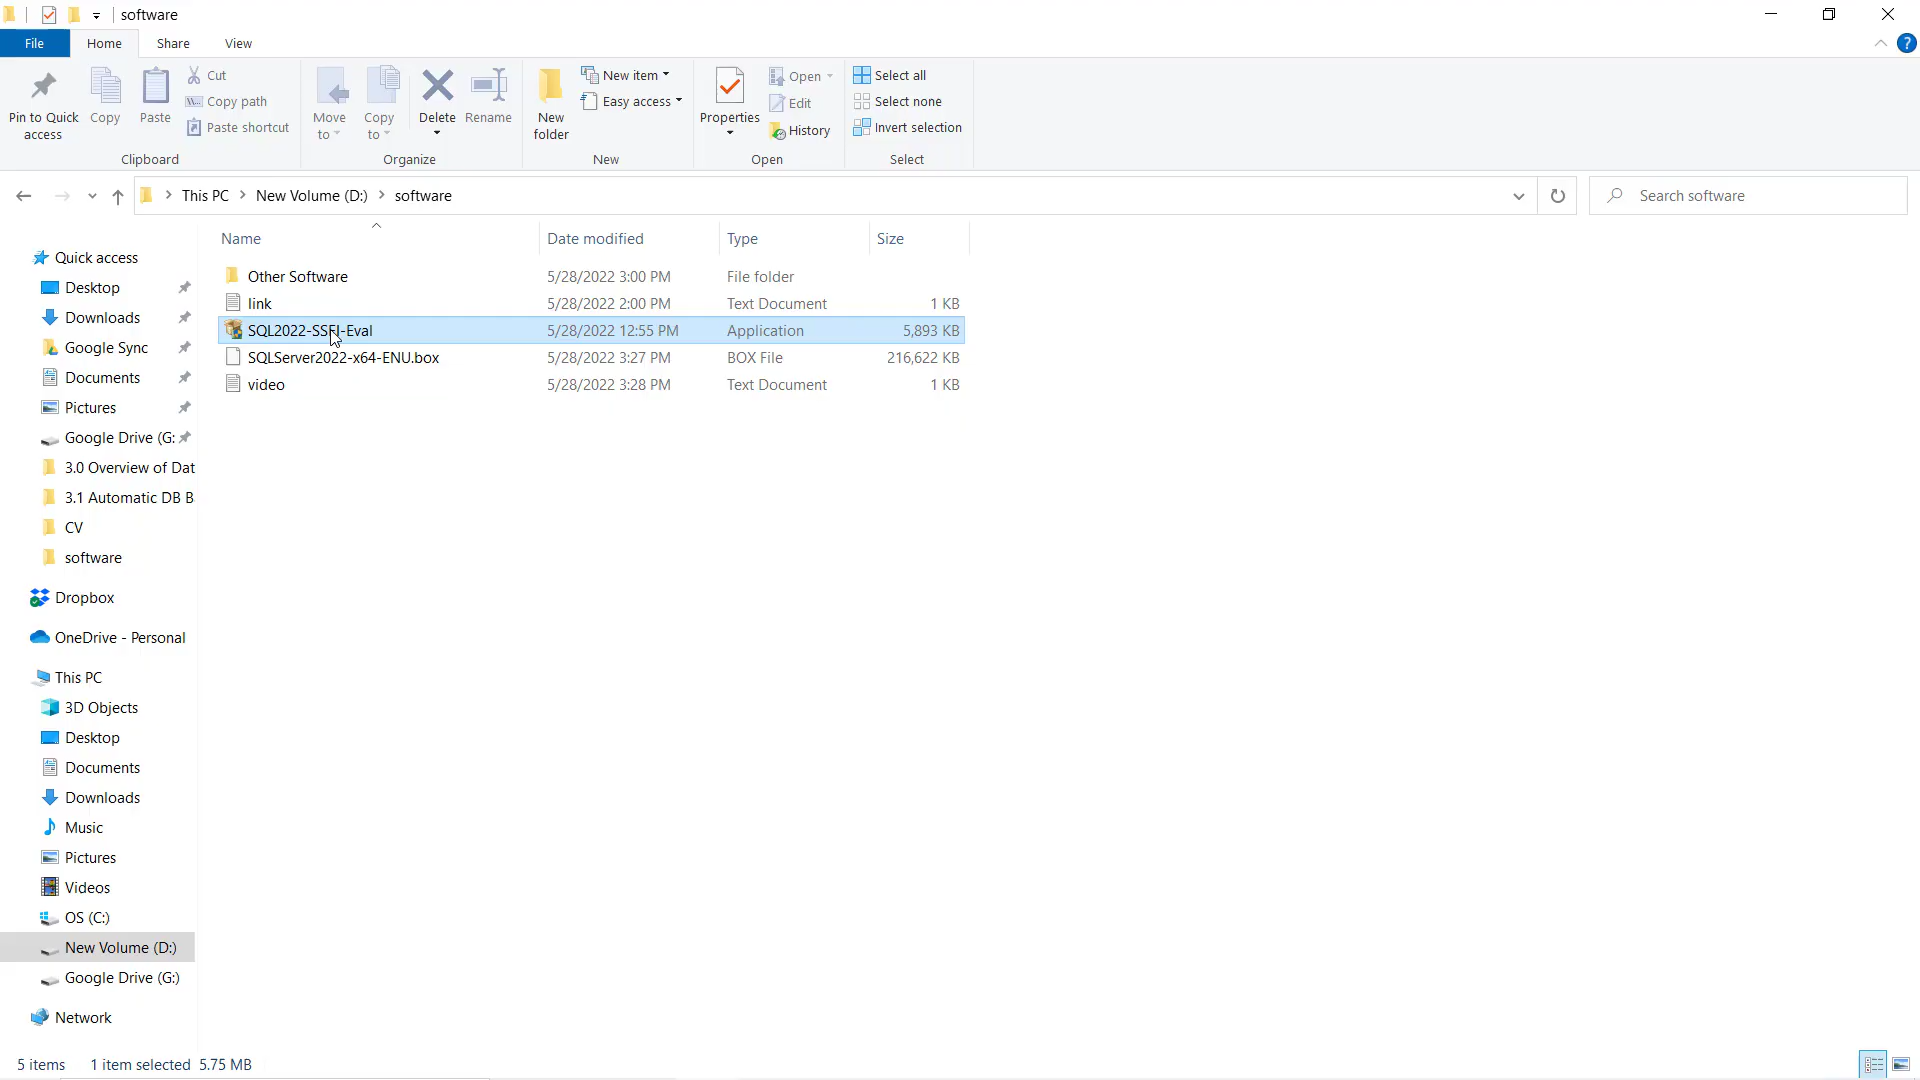 software
File
Home
Share
View
Pin to Quick
access
Copy
Paste
Cut
Copy path
Paste shortcut
Clipboard
Move
to
Copy
to
Delete
Rename
Organize
New
folder
New item
Easy access
New
Properties
Open
Edit
History
Open
Select all
Select none
Invert selection
Select
This PC > New Volume (D:) > software
Search software
Name Date modified Type Size
Other Software 5/28/2022 3:00 PM File folder
link 5/28/2022 2:00 PM Text Document 1 KB
SQL2022-SSEI-Eval 5/28/2022 12:55 PM Application 5,893 KB
SQLServer2022-x64-ENU.box 5/28/2022 3:27 PM BOX File 216,622 KB
video 5/28/2022 3:28 PM Text Document 1 KB
Quick access
Desktop
Downloads
Google Sync
Documents
Pictures
Google Drive (G:
3.0 Overview of Dat
3.1 Automatic DB B
CV
software
Dropbox
OneDrive - Personal
This PC
3D Objects
Desktop
Documents
Downloads
Music
Pictures
Videos
OS (C:)
New Volume (D:)
Google Drive (G:)
Network
5 items 1 item selected 5.75 MB